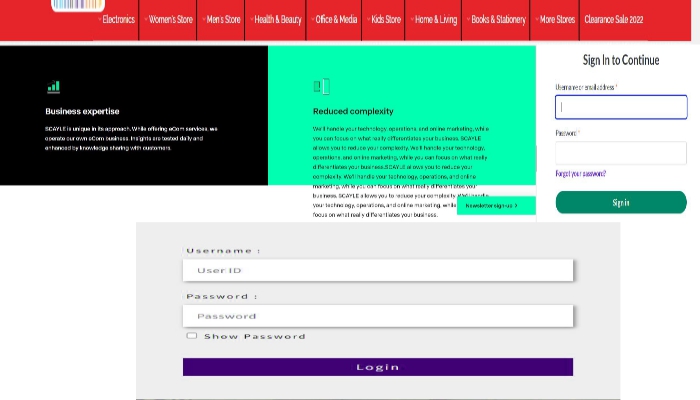 Electronics Women's Store Men's Store Health & Beauty Office & Media Kids Store Home & Living Books & Stationery More Stores Clearance Sale 2022
Business expertise
SCAYLE is unique in its approach. While offering eCom services, we
operate our own eCom business. Insights are tested daily and
enhanced by knowledge sharing with customers.
Reduced complexity
We'll handle your technology, operations, and online marketing, while
you can focus on what really differentiates your business. SCAYLE
allows you to reduce your complexity. We'll handle your technology,
operations, and online marketing, while you can focus on what really
differentiates your business.SCAYLE allows you to reduce your
complexity. We'll handle your technology, operations, and online
marketing, while you can focus on what really differentiates your
business. SCAYLE allows you to reduce your complexity. We'll handle
your technology, operations, and online marketing, while
focus on what really differentiates your business.
Newsletter sign-up
Sign In to Continue
Username or email address *
Password *
Forgot your password?
Sign in
Username :
User ID
Password :
Password
Show Password
Login